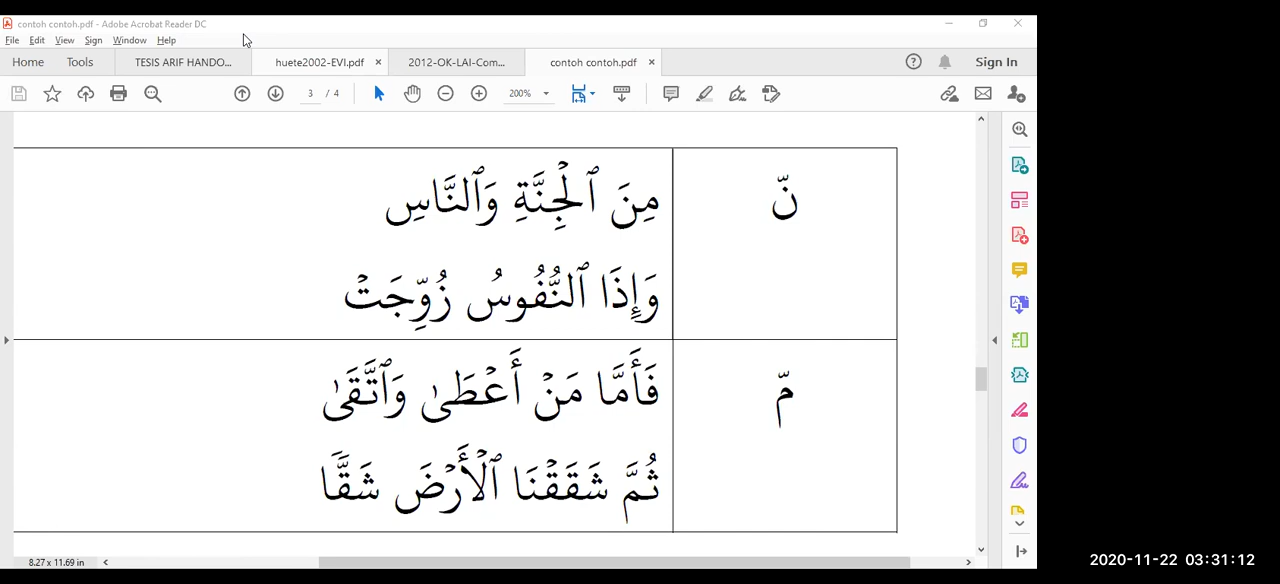 contoh contoh.pdf - Adobe Acrobat Reader DC
File Edit View Sign Window Help
Home Tools TESIS ARIF HANDO... huete2002-EVI.pdf × 2012-OK-LAI-Com... contoh contoh.pdf × Sign In
3 / 4 200%
نّ
مِنَ ٱلْجِنَّةِ وَٱلنَّاسِ
وَإِذَا ٱلنُّفُوسُ زُوِّجَتْ
مّ
فَأَمَّا مَنْ أَعْطَىٰ وَٱتَّقَىٰ
ثُمَّ شَقَقْنَا ٱلْأَرْضَ شَقًّا
8.27 x 11.69 in
2020-11-22 03:31:12